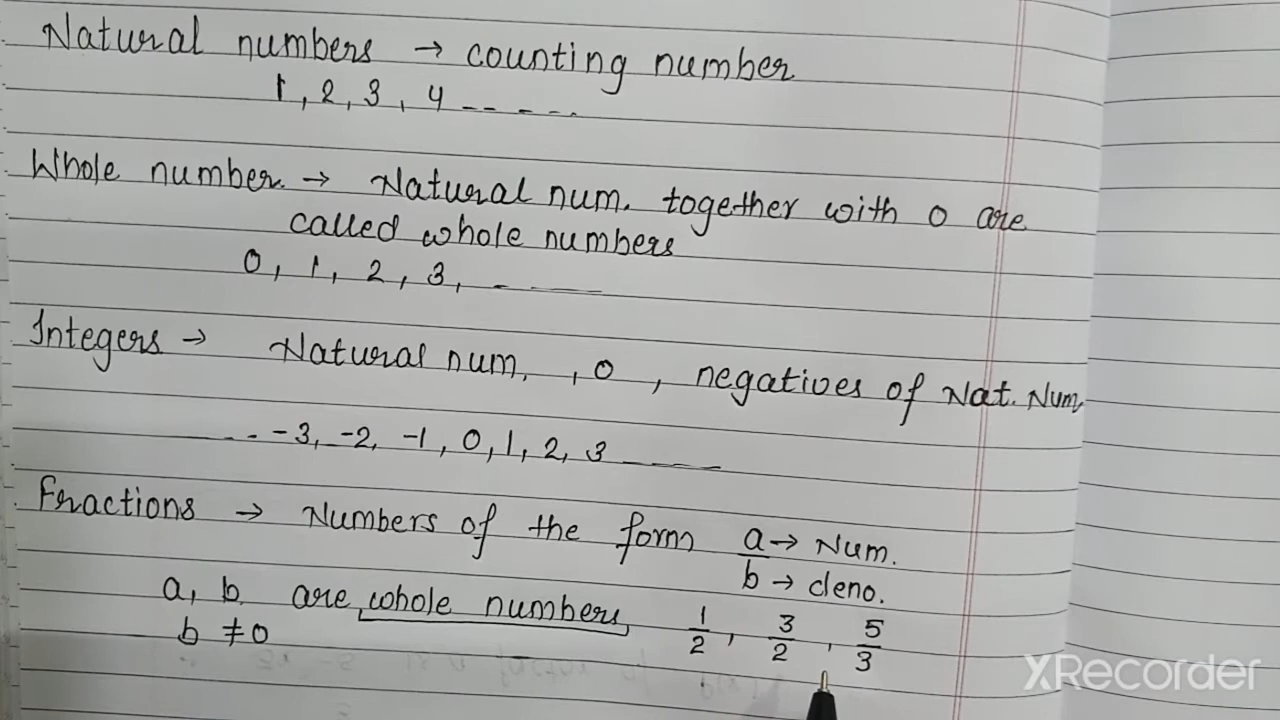 Natural numbers → counting number
1, 2, 3, 4 -----
Whole number → Natural num. together with 0 are
called whole numbers
0, 1, 2, 3, - ——
Integers → Natural num. , 0 , negatives of Nat. Num
--- -3, -2, -1, 0, 1, 2, 3 ——
Fractions → Numbers of the form a/b a → Num.
b → deno.
a, b are whole numbers 1/2, 3/2, 5/3
b ≠ 0
XRecorder